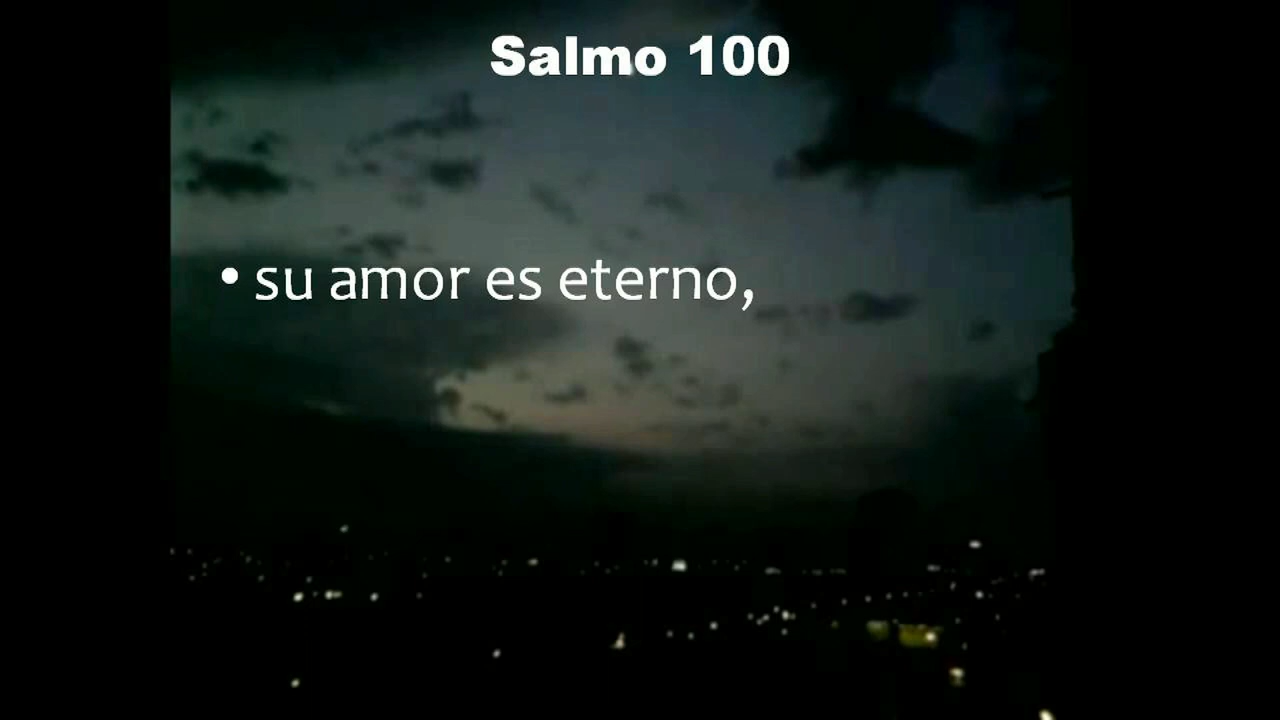 Salmo 100
• su amor es eterno,